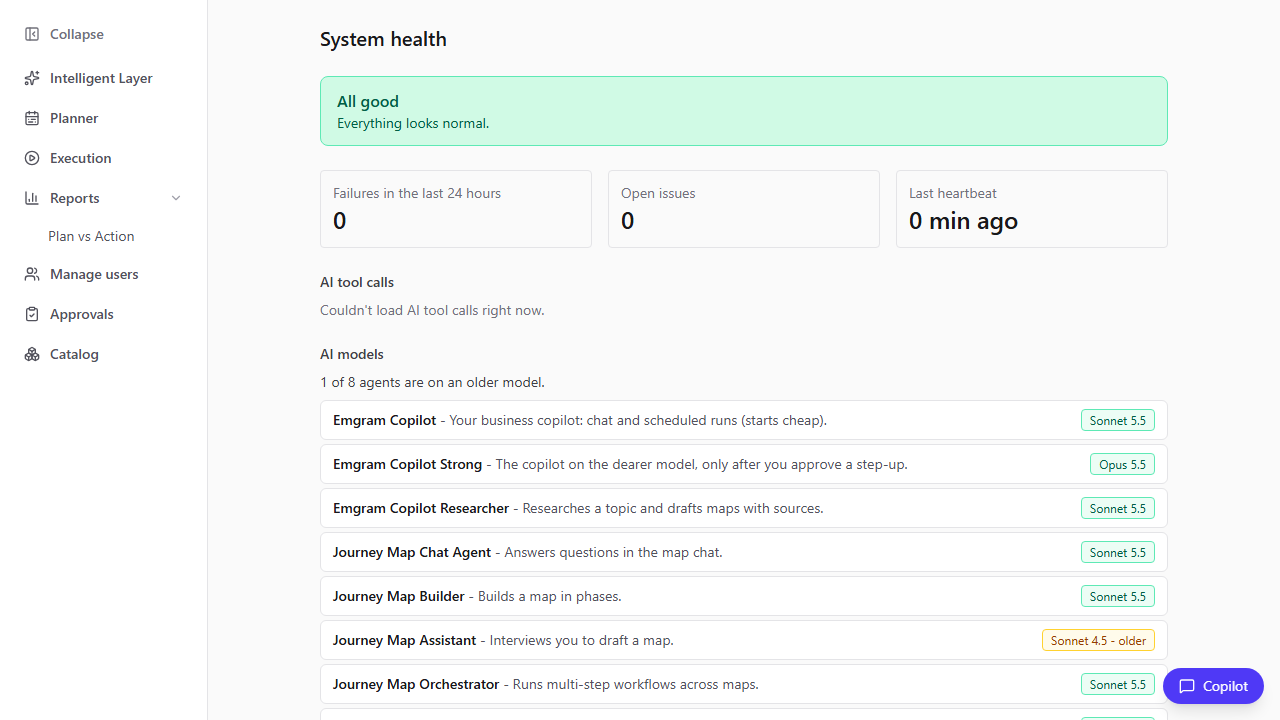 Collapse
Intelligent Layer
Planner
Execution
Reports
Plan vs Action
Manage users
Approvals
Catalog
System health
All good
Everything looks normal.
Failures in the last 24 hours
0
Open issues
0
Last heartbeat
0 min ago
AI tool calls
Couldn't load AI tool calls right now.
AI models
1 of 8 agents are on an older model.
Emgram Copilot - Your business copilot: chat and scheduled runs (starts cheap). Sonnet 5.5
Emgram Copilot Strong - The copilot on the dearer model, only after you approve a step-up. Opus 5.5
Emgram Copilot Researcher - Researches a topic and drafts maps with sources. Sonnet 5.5
Journey Map Chat Agent - Answers questions in the map chat. Sonnet 5.5
Journey Map Builder - Builds a map in phases. Sonnet 5.5
Journey Map Assistant - Interviews you to draft a map. Sonnet 4.5 - older
Journey Map Orchestrator - Runs multi-step workflows across maps. Sonnet 5.5
Copilot